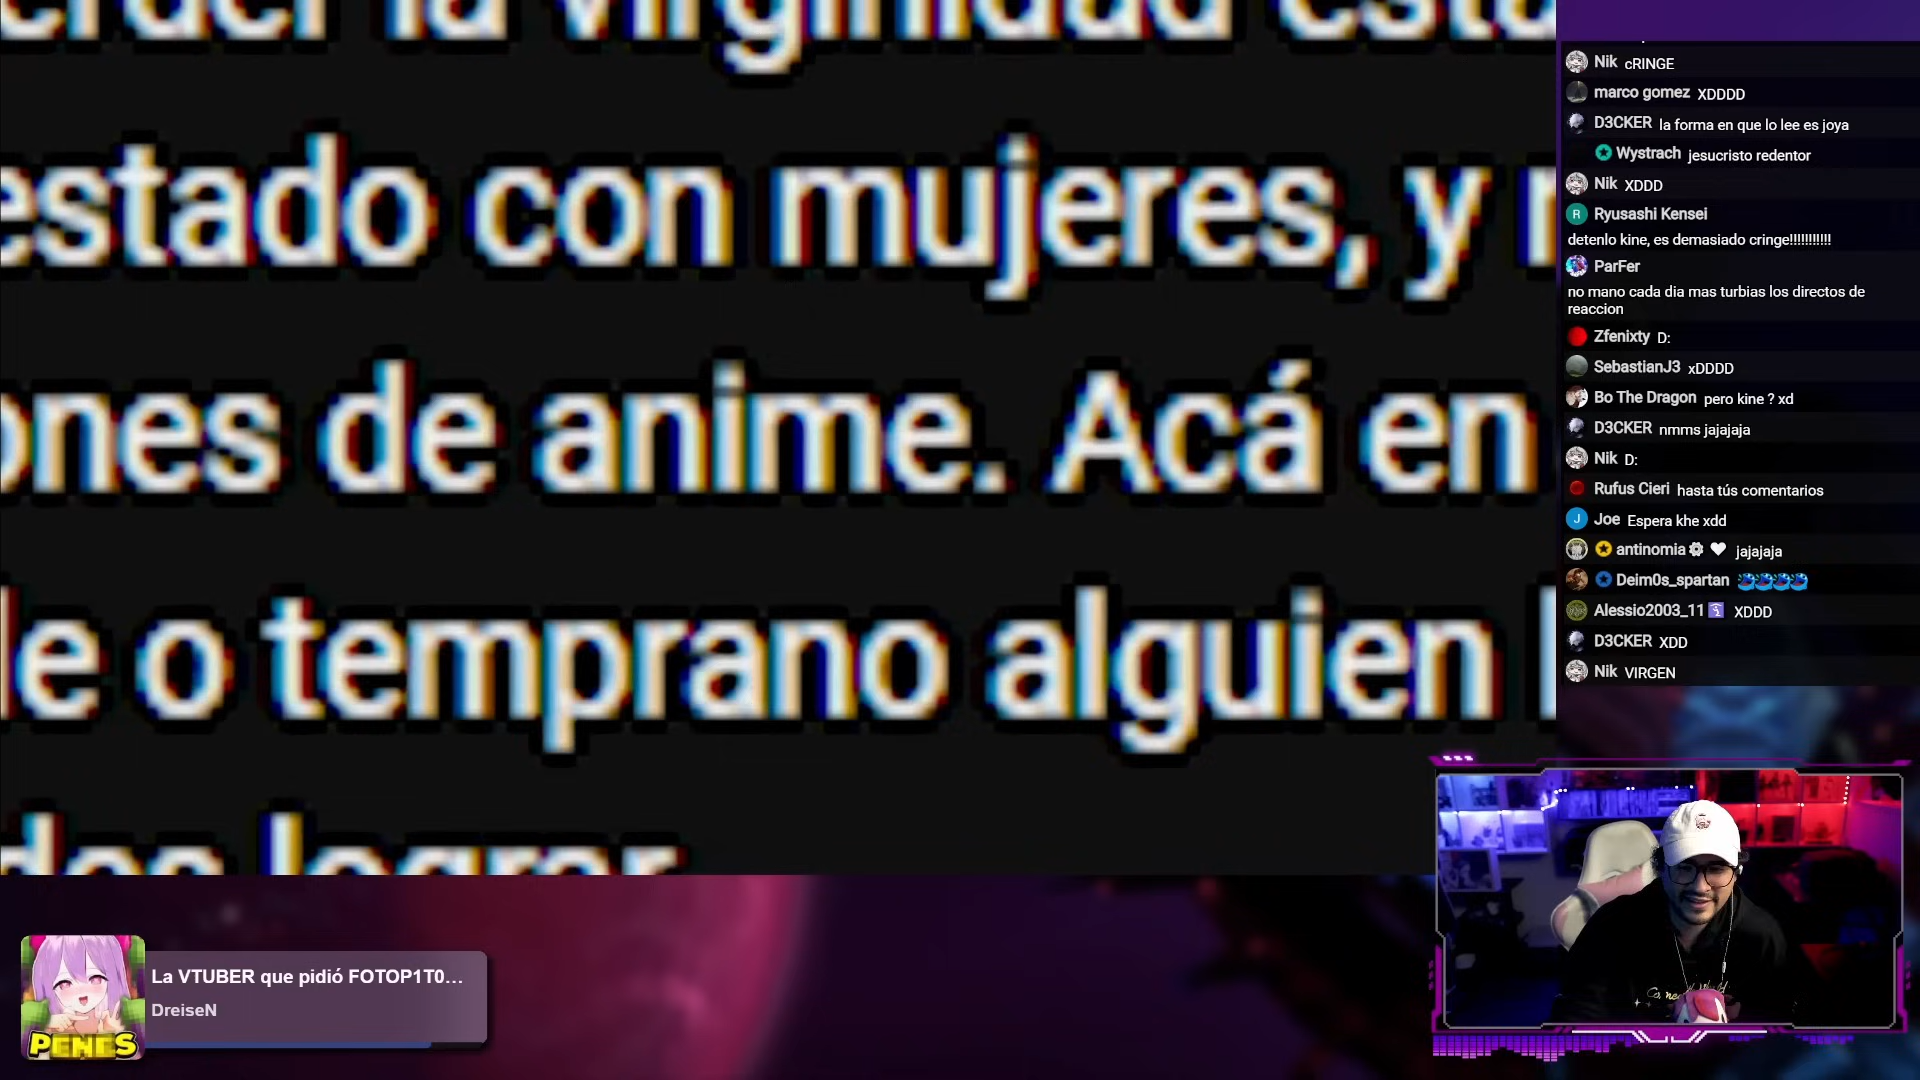 la virginidad
estado con mujeres, y
de anime. Acá en
o temprano alguien
Nik cRINGE
marco gomez XDDDD
D3CKER la forma en que lo lee es joya
Wystrach jesucristo redentor
Nik XDDD
R Ryusashi Kensei
detenlo kine, es demasiado cringe!!!!!!!!!!!
ParFer
no mano cada dia mas turbias los directos de
reaccion
Zfenixty D:
SebastianJ3 xDDDD
Bo The Dragon pero kine ? xd
D3CKER nmms jajajaja
Nik D:
Rufus Cieri hasta tús comentarios
J Joe Espera khe xdd
antinomia jajajaja
Deim0s_spartan
Alessio2003_11 XDDD
D3CKER XDD
Nik VIRGEN
La VTUBER que pidió FOTOP1T0...
DreiseN
PENES